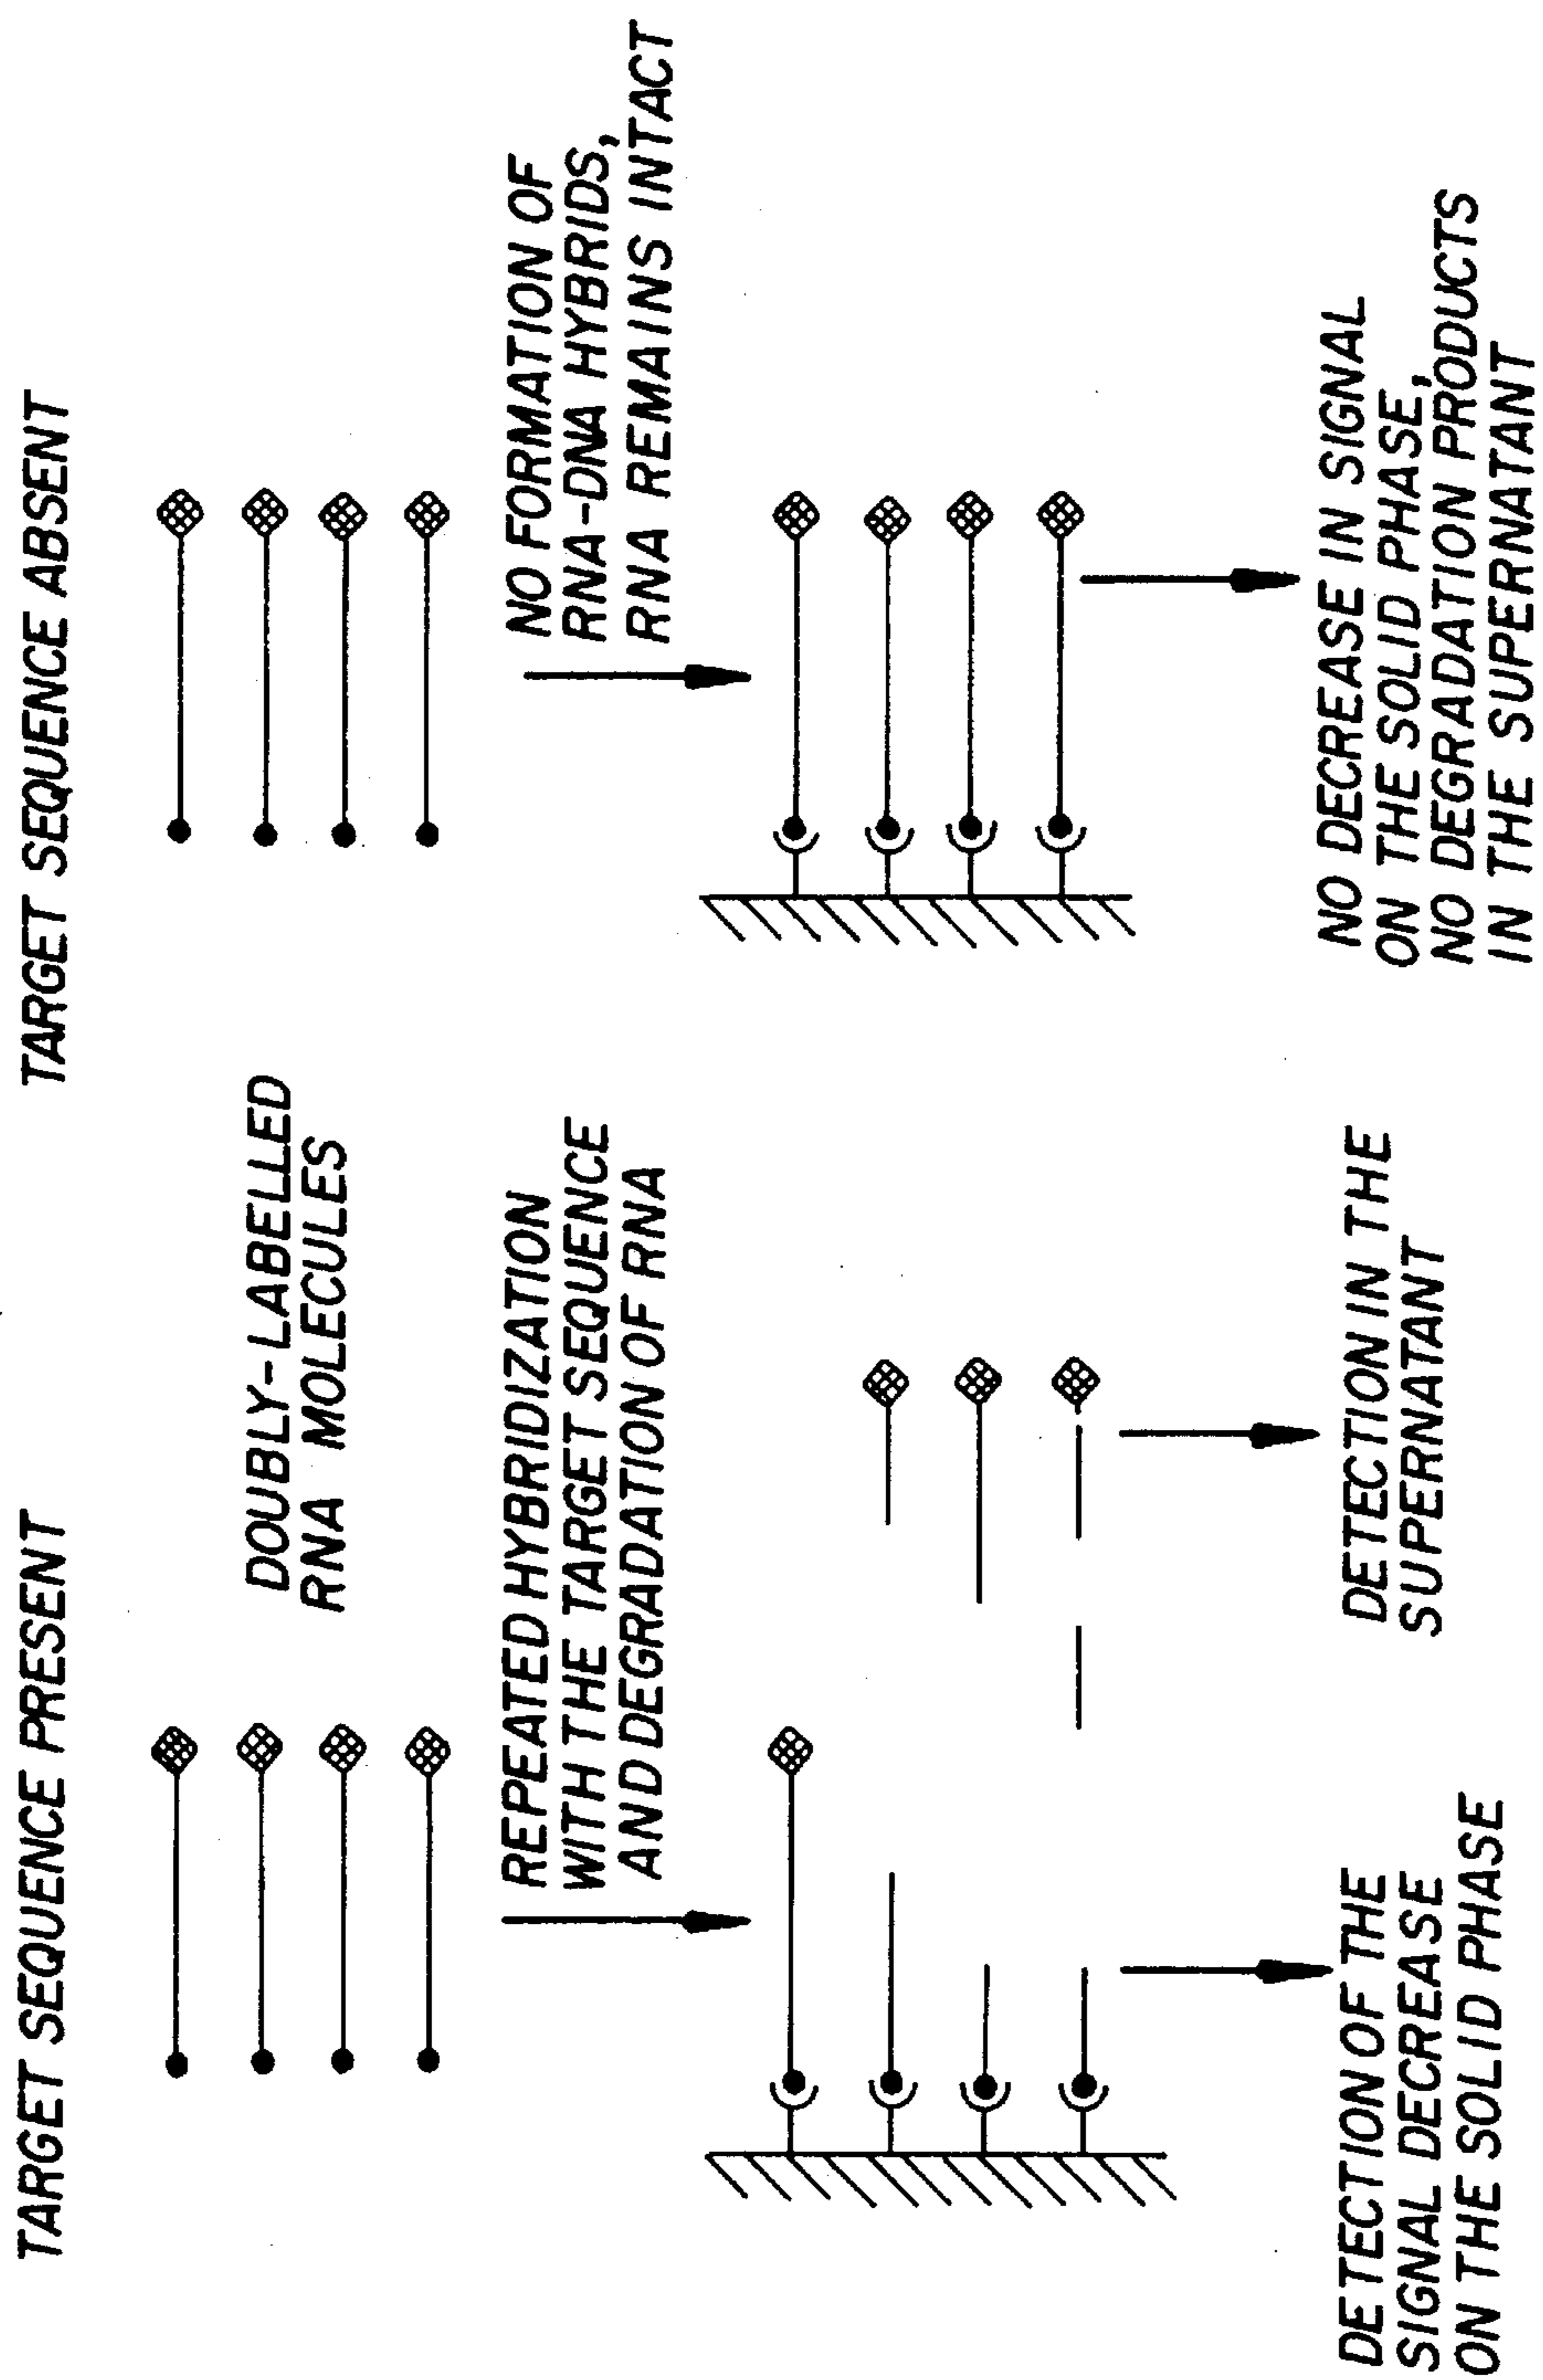 TARGET SEQUENCE PRESENT
TARGET SEQUENCE ABSENT
DOUBLY-LABELLED
RNA MOLECULES
REPEATED HYBRIDIZATION
WITH THE TARGET SEQUENCE
AND DEGRADATION OF RNA
NO FORMATION OF
RNA-DNA HYBRIDS,
RNA REMAINS INTACT
DETECTION OF THE
SIGNAL DECREASE
ON THE SOLID PHASE
DETECTION IN THE
SUPERNATANT
NO DECREASE IN SIGNAL
ON THE SOLID PHASE,
NO DEGRADATION PRODUCTS
IN THE SUPERNATANT